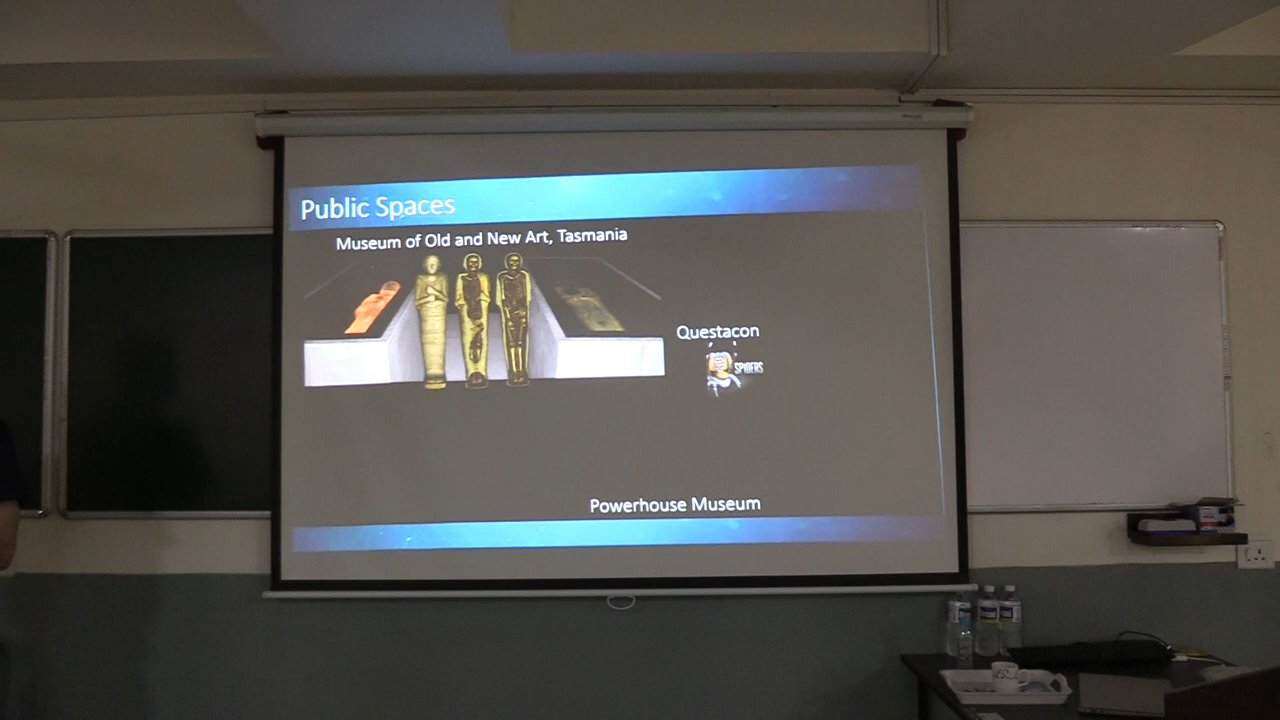 Public Spaces
Museum of Old and New Art, Tasmania
Questacon
SPIDERS
Powerhouse Museum